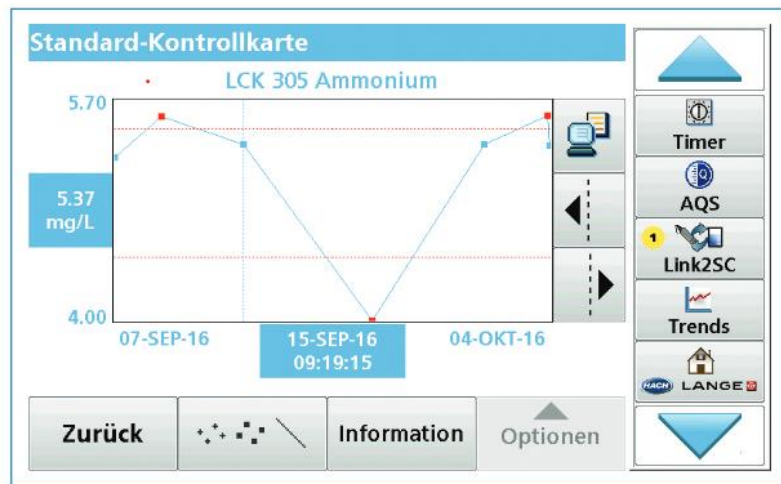 Standard-Kontrollkarte
LCK 305 Ammonium
5.70
5.37
mg/L
4.00
07-SEP-16
15-SEP-16
09:19:15
04-OKT-16
Timer
AQS
1
Link2SC
Trends
HACH LANGE
Zurück
Information
Optionen